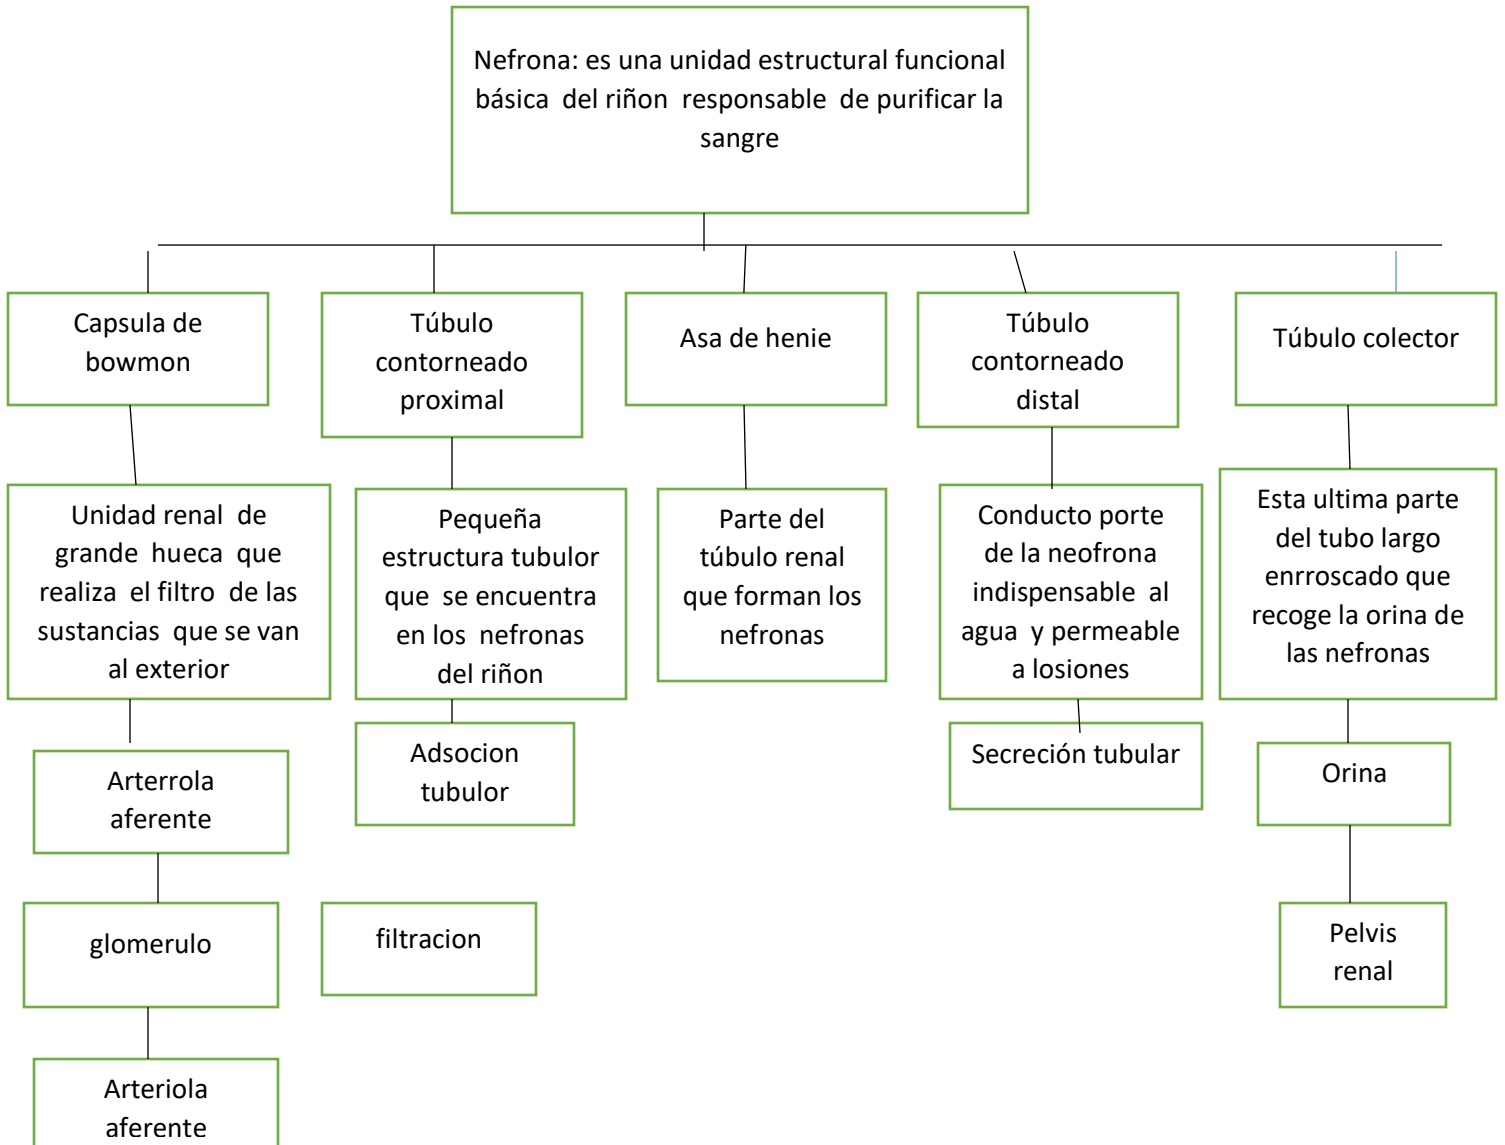 Nefrona: es una unidad estructural funcional
básica del riñon responsable de purificar la
sangre
Capsula de
bowmon
Túbulo
contorneado
proximal
Asa de henie
Túbulo
contorneado
distal
Túbulo colector
Unidad renal de
grande hueca que
realiza el filtro de las
sustancias que se van
al exterior
Pequeña
estructura tubulor
que se encuentra
en los nefronas
del riñon
Parte del
túbulo renal
que forman los
nefronas
Conducto porte
de la neofrona
indispensable al
agua y permeable
a losiones
Esta ultima parte
del tubo largo
enrroscado que
recoge la orina de
las nefronas
Arterrola
aferente
Adsocion
tubulor
Secreción tubular
Orina
glomerulo
filtracion
Pelvis
renal
Arteriola
aferente